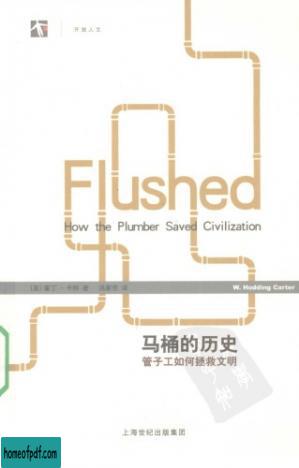 开放人文
Flushed
How the Plumber Saved Civilization
W. Hodding Carter
马桶的历史
管子工如何拯救文明
上海世纪出版集团
homeofpdf.com